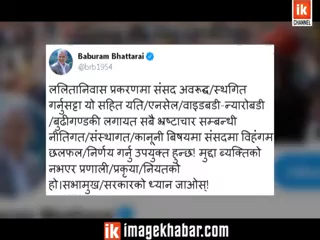 ik
CHANNEL
Baburam Bhattarai
@brb1954
ललितानिवास प्रकरणमा संसद अवरूद्ध/स्थगित
गर्नुसट्टा यो सहित यति/एनसेल/वाइडबडी-न्यारोबडी
/बुढीगण्डकी लगायत सबै भ्रष्टाचार सम्बन्धी
नीतिगत/संस्थागत/कानूनी बिषयमा संसदमा विहंगम
छलफल/निर्णय गर्नु उपयुक्त हुन्छ! मुद्दा ब्यक्तिको
नभएर प्रणाली/प्रकृया/नियतको
हो।सभामुख/सरकारको ध्यान जाओस्!
ik imagekhabar.com